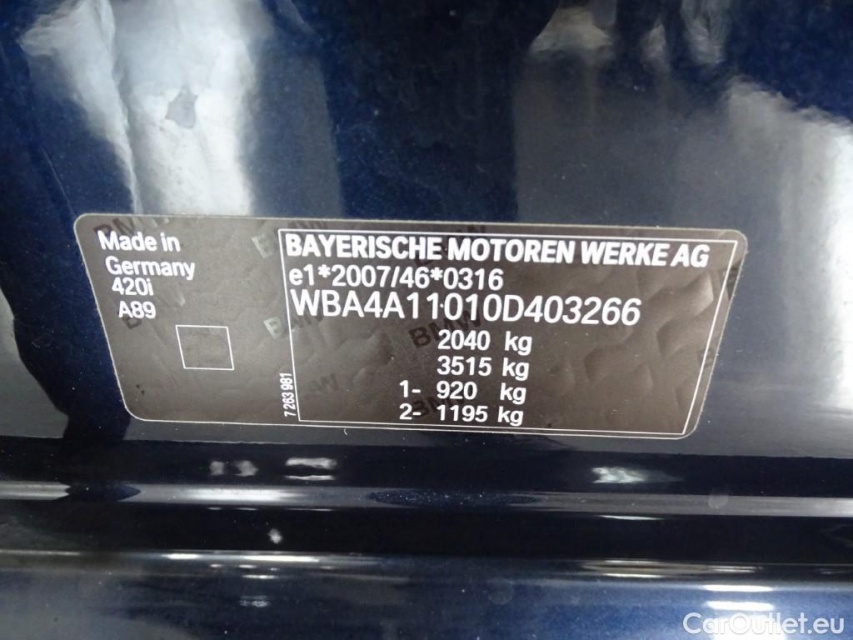 Made in
Germany
420i
A89
7 263 981
BAYERISCHE MOTOREN WERKE AG
e1*2007/46*0316
WBA4A11010D403266
2040 kg
3515 kg
1- 920 kg
2- 1195 kg
CarOutlet.eu